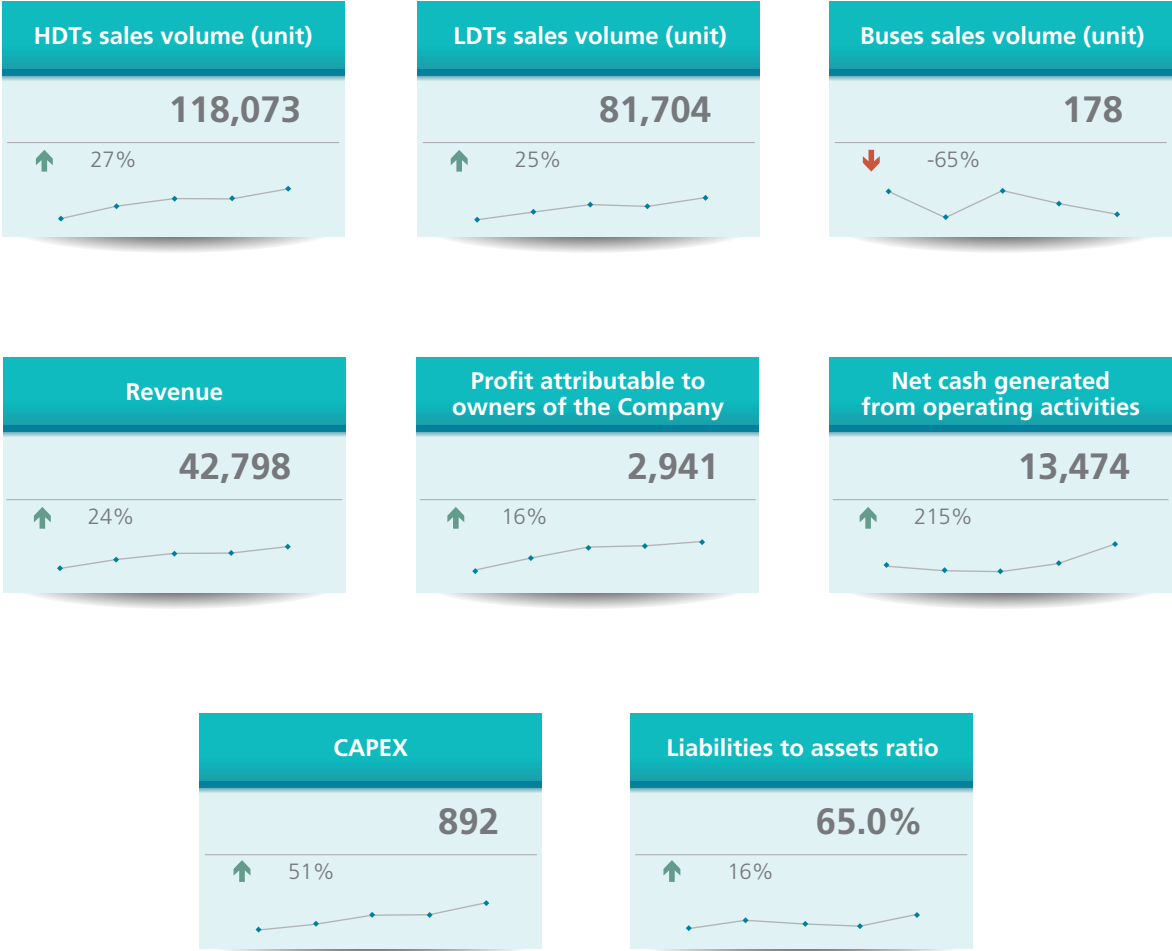 HDTs sales volume (unit)
118,073
27%
LDTs sales volume (unit)
81,704
25%
Buses sales volume (unit)
178
-65%
Revenue
42,798
24%
Profit attributable to
owners of the Company
2,941
16%
Net cash generated
from operating activities
13,474
215%
CAPEX
892
51%
Liabilities to assets ratio
65.0%
16%